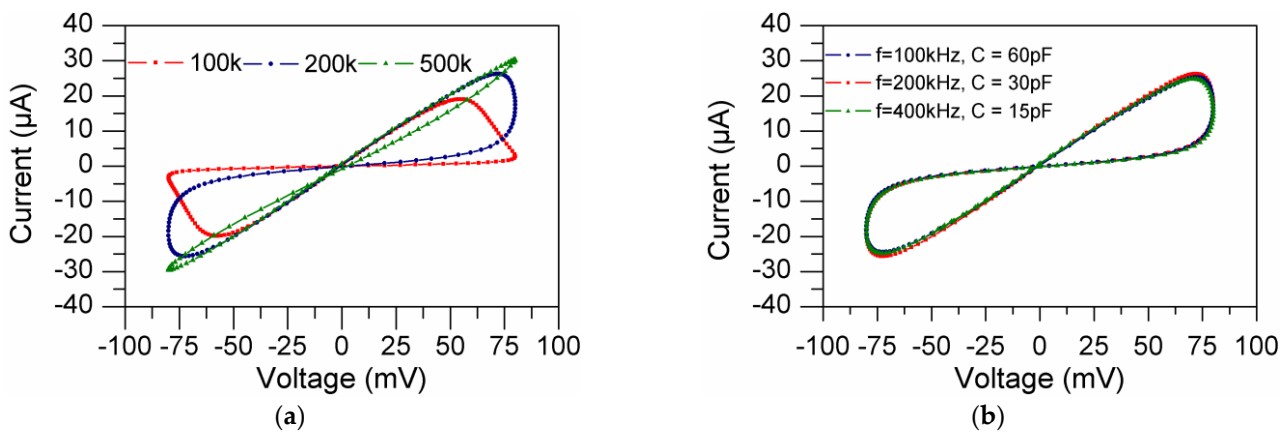 40
30
20
10
0
-10
-20
-30
-40
Current (µA)
100k 200k 500k
-100 -75 -50 -25 0 25 50 75 100
Voltage (mV)
(a)
40
30
20
10
0
-10
-20
-30
-40
Current (µA)
f=100kHz, C = 60pF
f=200kHz, C = 30pF
f=400kHz, C = 15pF
-100 -75 -50 -25 0 25 50 75 100
Voltage (mV)
(b)